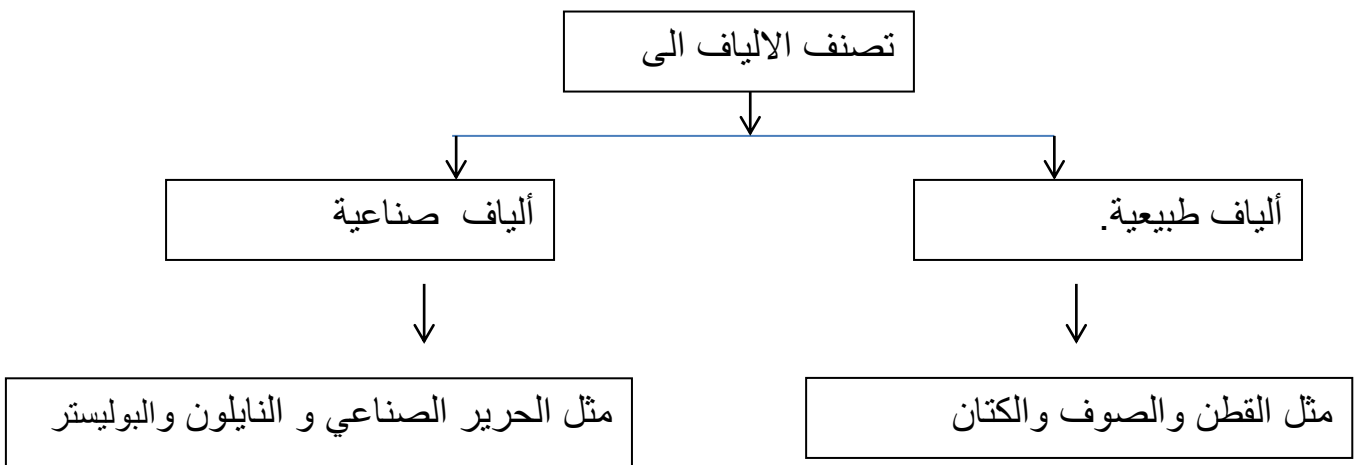 تصنف الالياف الى
ألياف طبيعية.
ألياف صناعية
مثل القطن والصوف والكتان
مثل الحرير الصناعي و النايلون والبوليستر